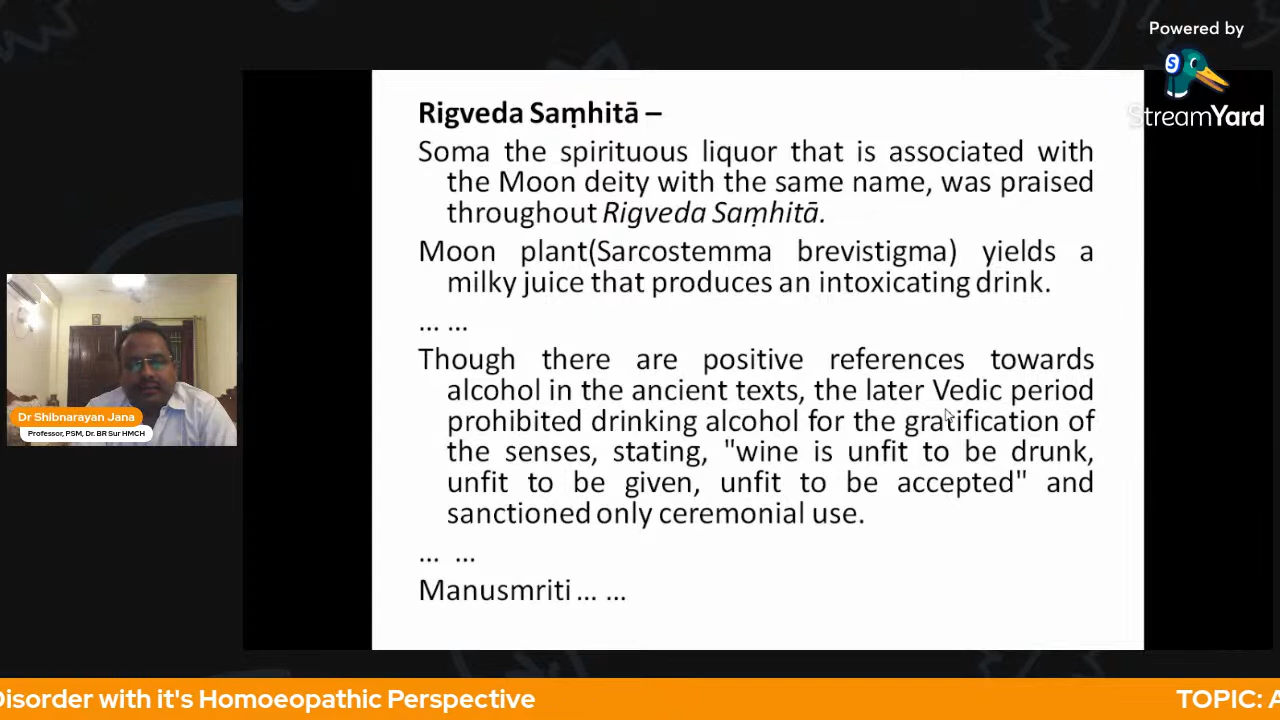 Powered by
S
StreamYard
Rigveda Saṃhitā –
Soma the spirituous liquor that is associated with
the Moon deity with the same name, was praised
throughout Rigveda Saṃhitā.
Moon plant(Sarcostemma brevistigma) yields a
milky juice that produces an intoxicating drink.
... ...
Though there are positive references towards
alcohol in the ancient texts, the later Vedic period
prohibited drinking alcohol for the gratification of
the senses, stating, "wine is unfit to be drunk,
unfit to be given, unfit to be accepted" and
sanctioned only ceremonial use.
... ...
Manusmriti ... ...
Dr Shibnarayan Jana
Professor, PSM, Dr. BR Sur HMCH
Disorder with it's Homoeopathic Perspective
TOPIC: A